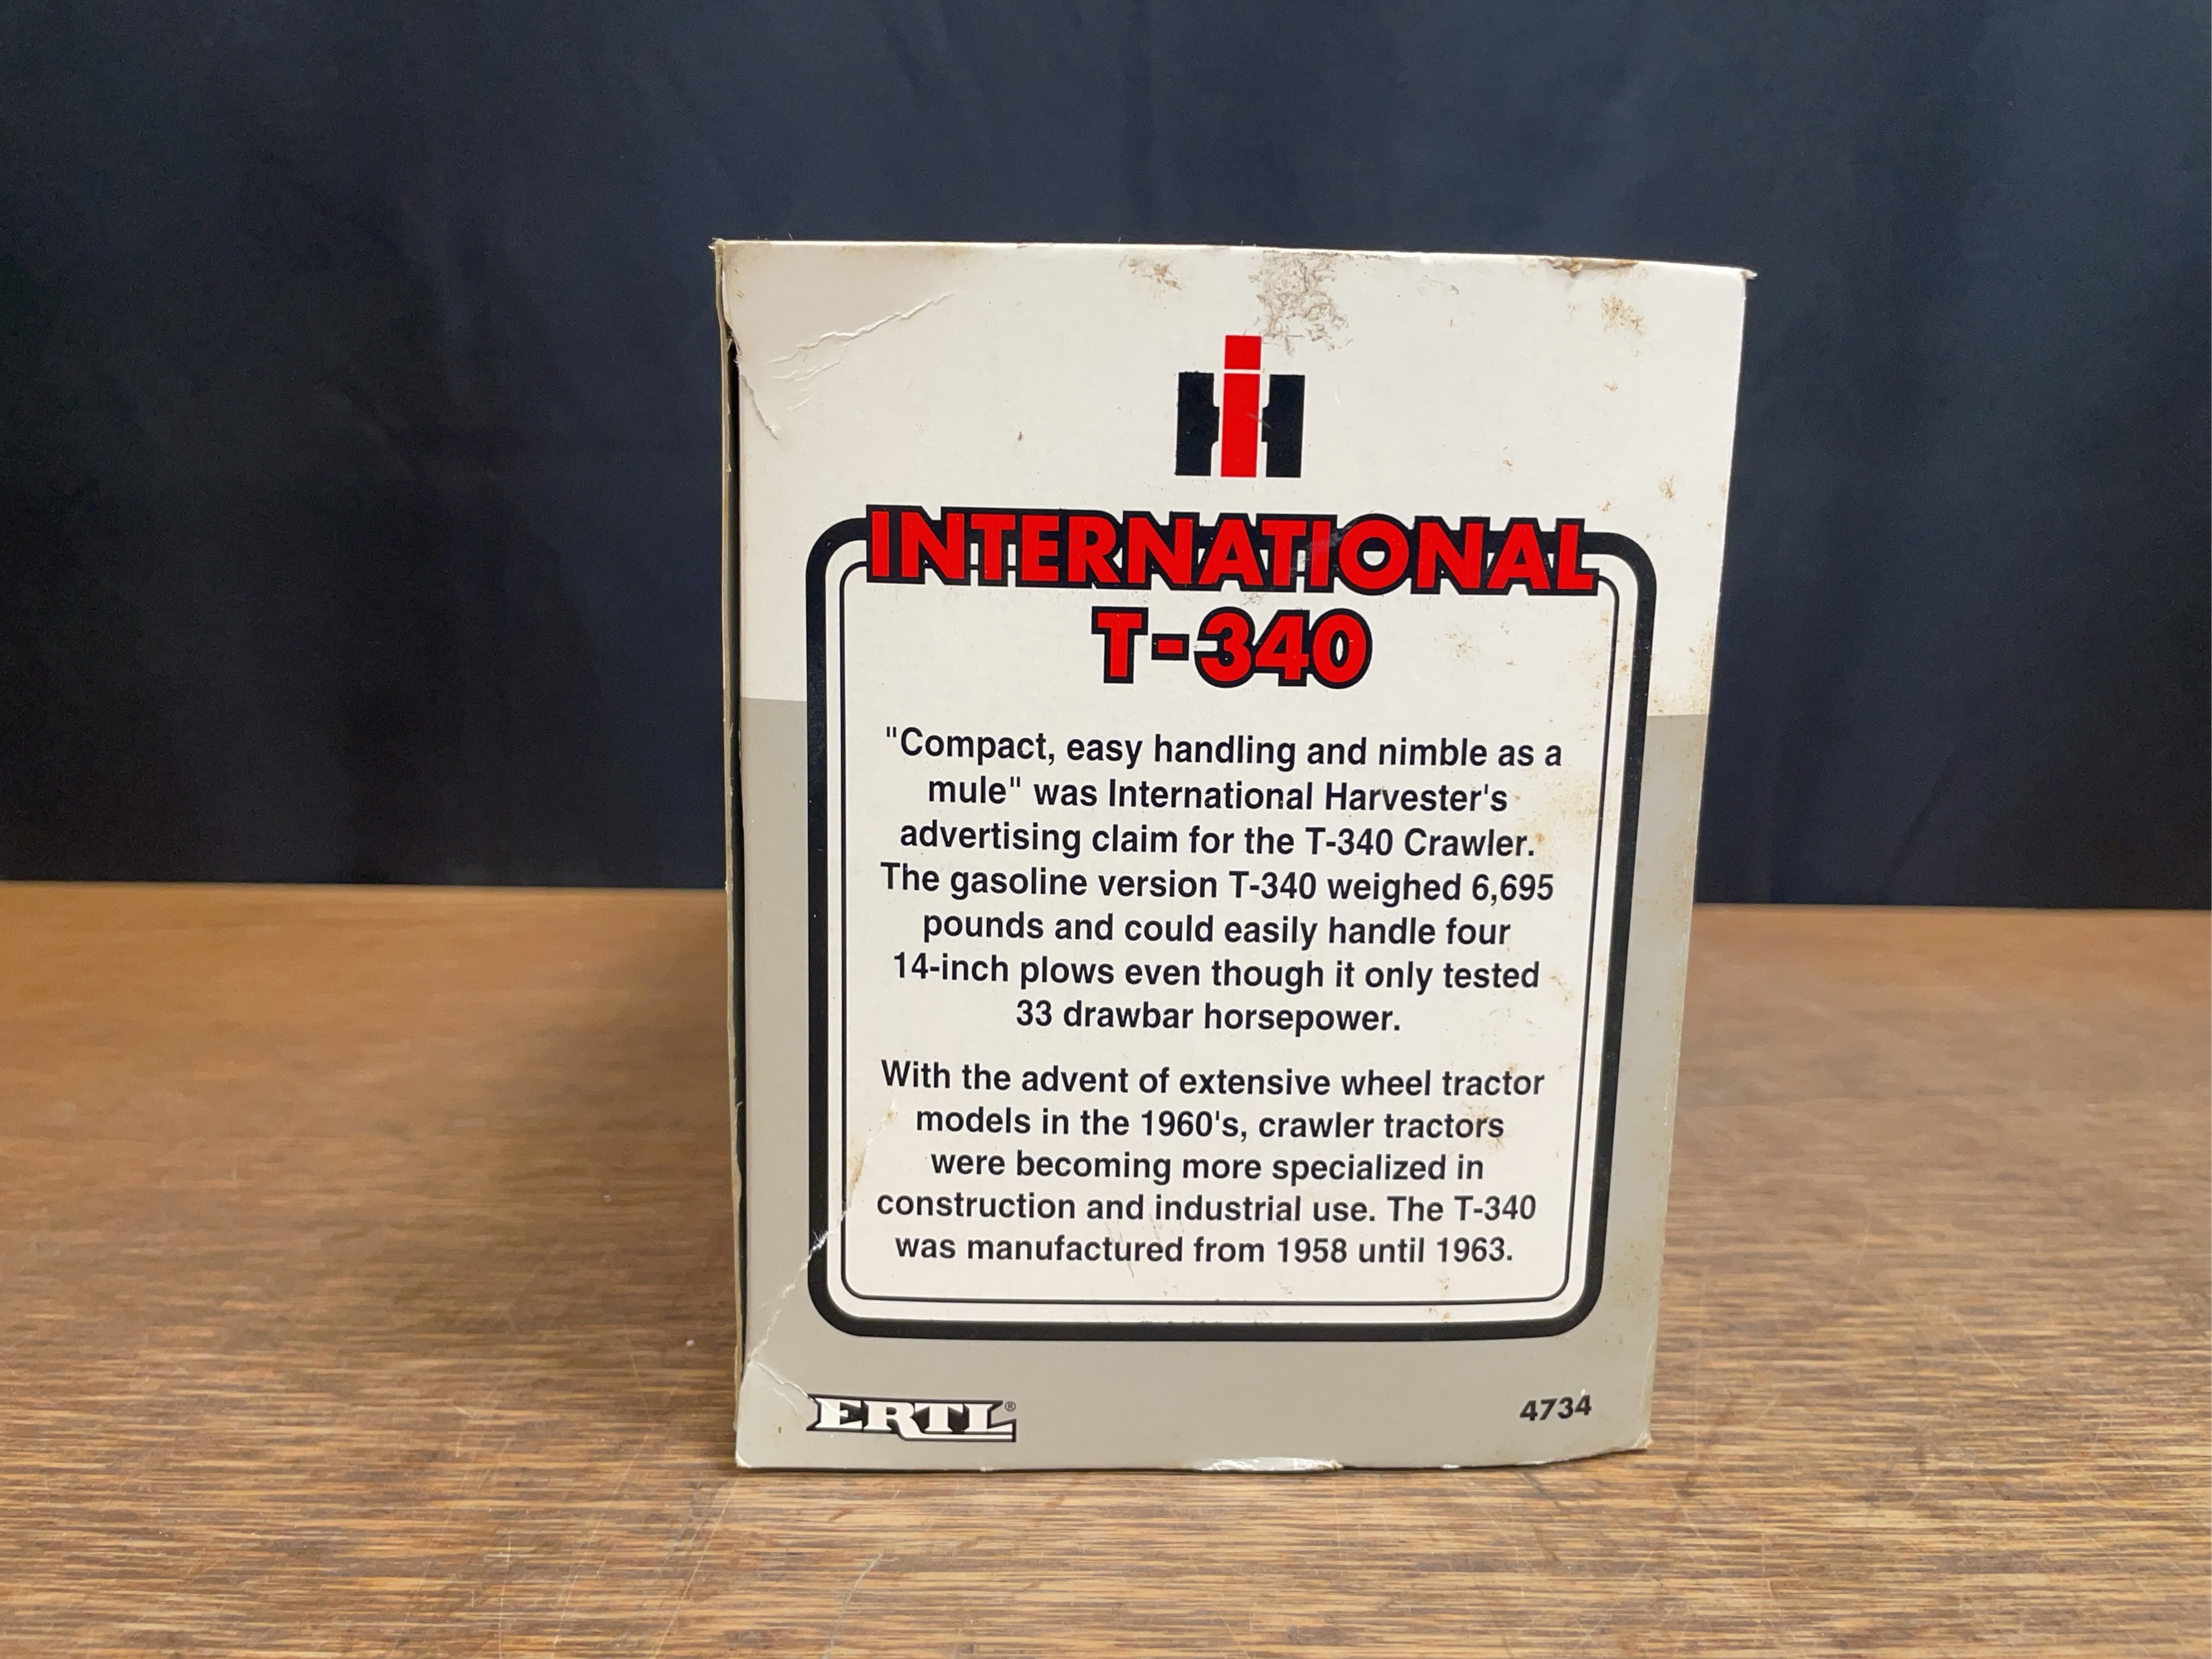 IH
INTERNATIONAL
T-340
"Compact, easy handling and nimble as a
mule" was International Harvester's
advertising claim for the T-340 Crawler.
The gasoline version T-340 weighed 6,695
pounds and could easily handle four
14-inch plows even though it only tested
33 drawbar horsepower.
With the advent of extensive wheel tractor
models in the 1960's, crawler tractors
were becoming more specialized in
construction and industrial use. The T-340
was manufactured from 1958 until 1963.
ERTL®
4734